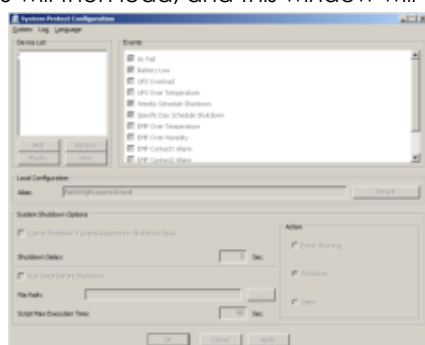 will then load, and this window will
System Protect Configuration
System Log Language
Device List
Events
Ac Fail
Battery Low
UPS Overload
UPS Over Temperature
Weekly Schedule Shutdown
Specific Day Schedule Shutdown
EMP Over Temperature
EMP Over Humidity
EMP Contact1 Alarm
EMP Contact2 Alarm
Add Remove
Modify View
Local Configuration
Alias: Default
System Shutdown Options
Action
Event Warning
Shutdown Delay: Sec.
Shutdown
Run Script Before Shutdown
File Path: ...
Sleep
Script Max Execution Time: 60 Sec.
OK Cancel Apply